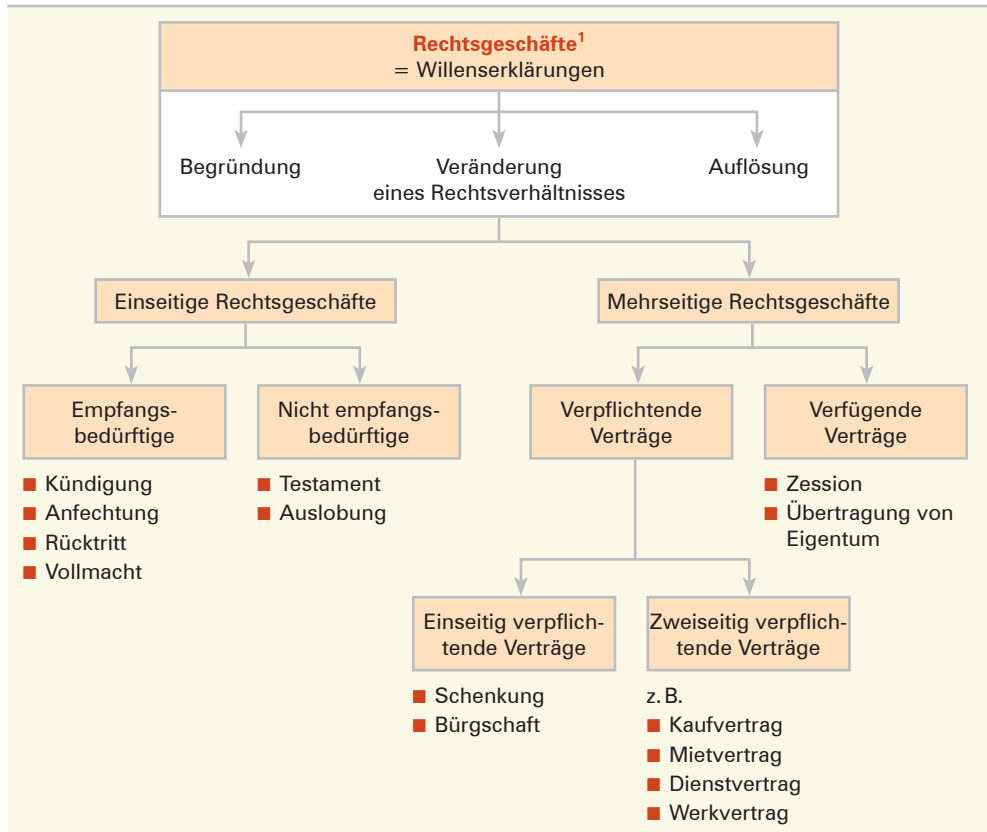 Rechtsgeschäfte¹
= Willenserklärungen
Begründung
Veränderung
eines Rechtsverhältnisses
Auflösung
Einseitige Rechtsgeschäfte
Mehrseitige Rechtsgeschäfte
Empfangs-
bedürftige
Nicht empfangs-
bedürftige
Verpflichtende
Verträge
Verfügende
Verträge
■ Kündigung
■ Anfechtung
■ Rücktritt
■ Vollmacht
■ Testament
■ Auslobung
■ Zession
■ Übertragung von
Eigentum
Einseitig verpflich-
tende Verträge
Zweiseitig verpflich-
tende Verträge
■ Schenkung
■ Bürgschaft
z. B.
■ Kaufvertrag
■ Mietvertrag
■ Dienstvertrag
■ Werkvertrag